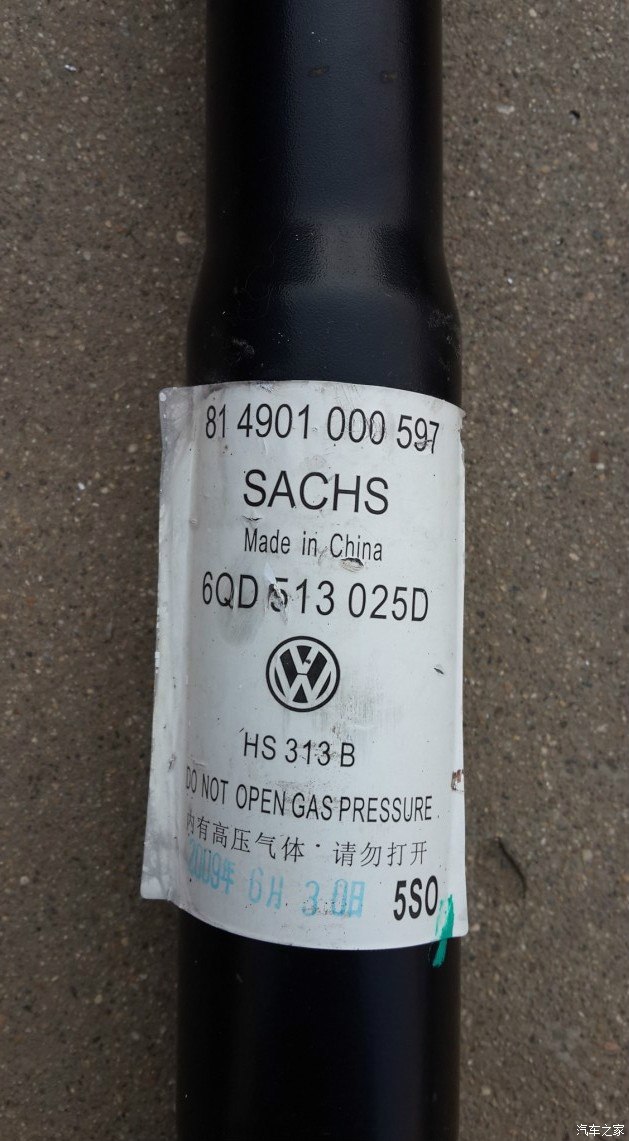 81 4901 000 597
SACHS
Made in China
6QD 513 025D
VW
HS 313 B
DO NOT OPEN GAS PRESSURE
内有高压气体·请勿打开
2009年 6月 30日 5S0
汽车之家